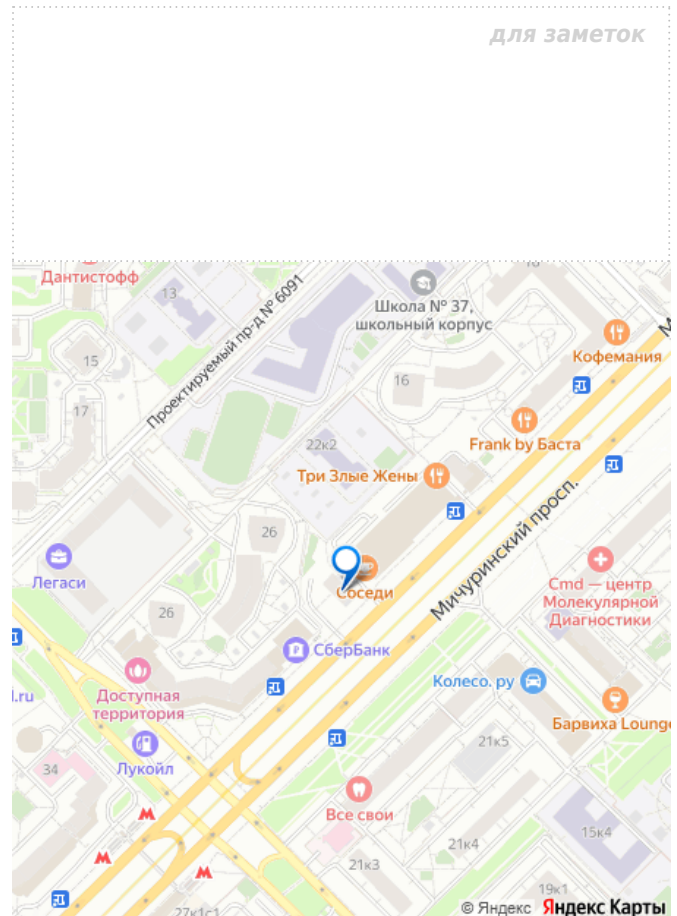 для заметок
Дантистофф
13
Проектируемый пр-д № 6091
Школа № 37,
школьный корпус
Кофемания
15
16
17
Frank by Баста
22к2
Три Злые Жены
Мичуринский просп.
26
Легаси
Соседи
Cmd — центр
Молекулярной
Диагностики
26
СберБанк
Доступная
территория
Колесо. ру
Барвиха Lounge
21к5
Лукойл
34
Все свои
15к4
21к4
21к3
19к1
27к1с1
© Яндекс Яндекс Карты